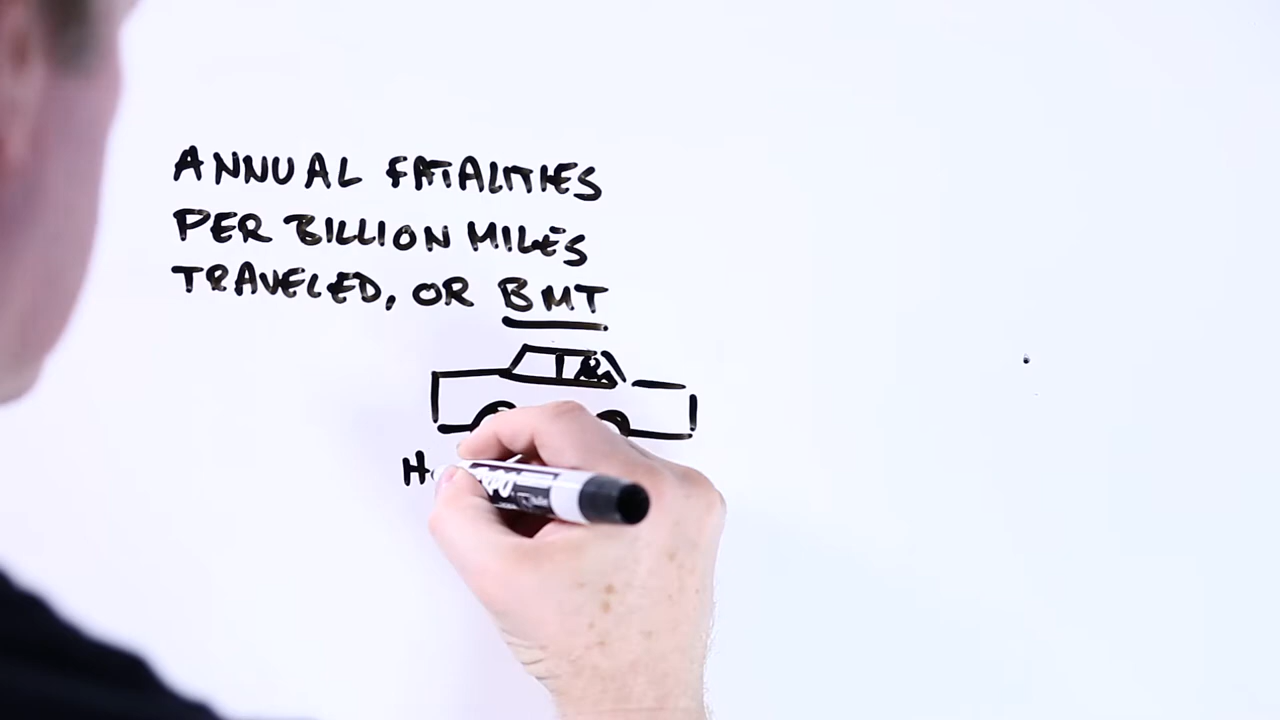 ANNUAL FATALITIES
PER BILLION MILES
TRAVELED, OR BMT
H